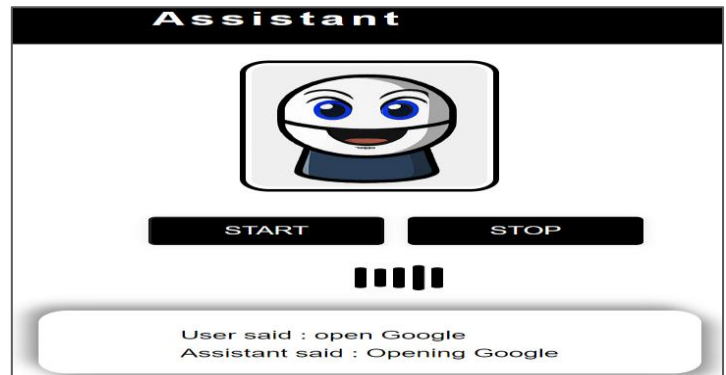 Assistant
START
STOP
User said : open Google
Assistant said : Opening Google